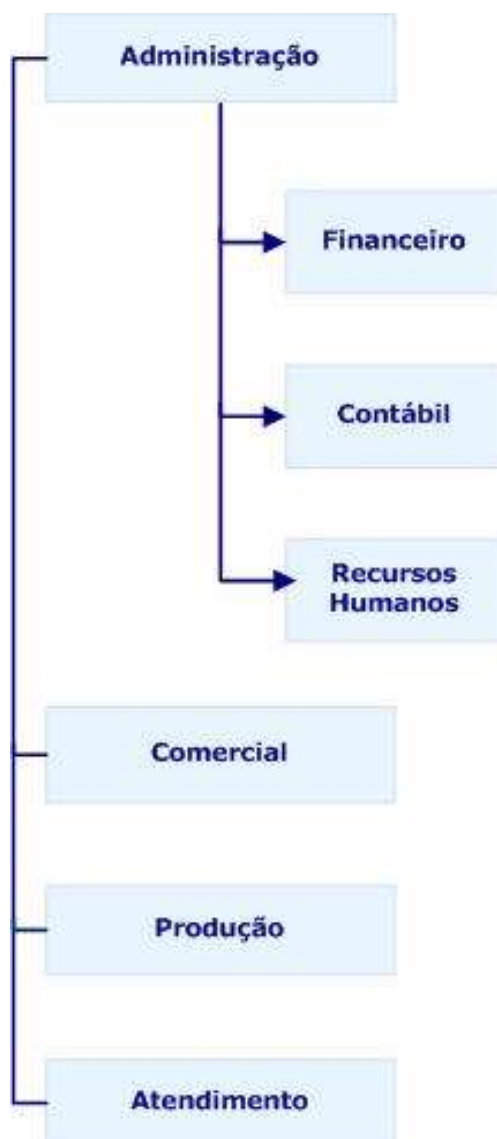 Administração
Financeiro
Contábil
Recursos
Humanos
Comercial
Produção
Atendimento